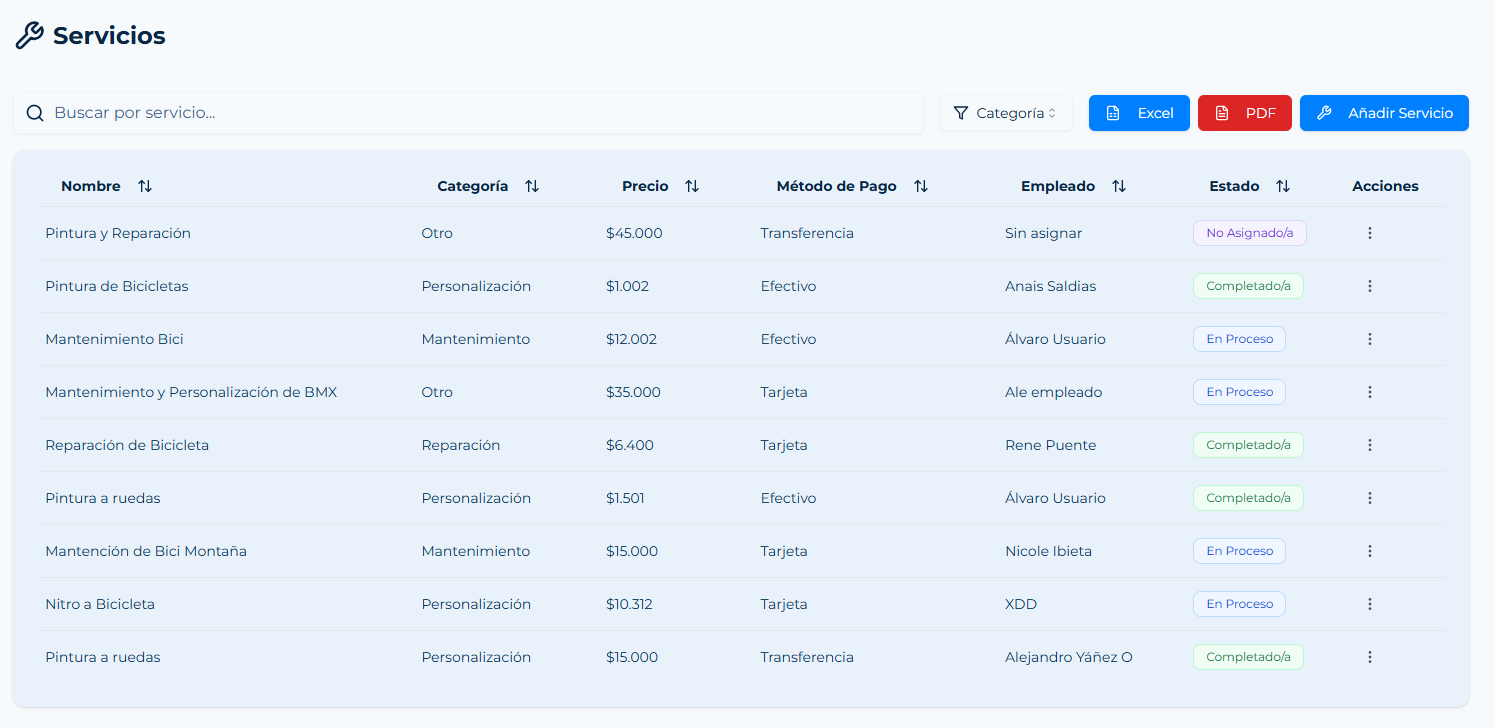 Servicios
Buscar por servicio...
Categoría
Excel
PDF
Añadir Servicio
Nombre Categoría Precio Método de Pago Empleado Estado Acciones
Pintura y Reparación Otro $45.000 Transferencia Sin asignar No Asignado/a
Pintura de Bicicletas Personalización $1.002 Efectivo Anais Saldias Completado/a
Mantenimiento Bici Mantenimiento $12.002 Efectivo Álvaro Usuario En Proceso
Mantenimiento y Personalización de BMX Otro $35.000 Tarjeta Ale empleado En Proceso
Reparación de Bicicleta Reparación $6.400 Tarjeta Rene Puente Completado/a
Pintura a ruedas Personalización $1.501 Efectivo Álvaro Usuario Completado/a
Mantención de Bici Montaña Mantenimiento $15.000 Tarjeta Nicole Ibieta En Proceso
Nitro a Bicicleta Personalización $10.312 Tarjeta XDD En Proceso
Pintura a ruedas Personalización $15.000 Transferencia Alejandro Yáñez O Completado/a